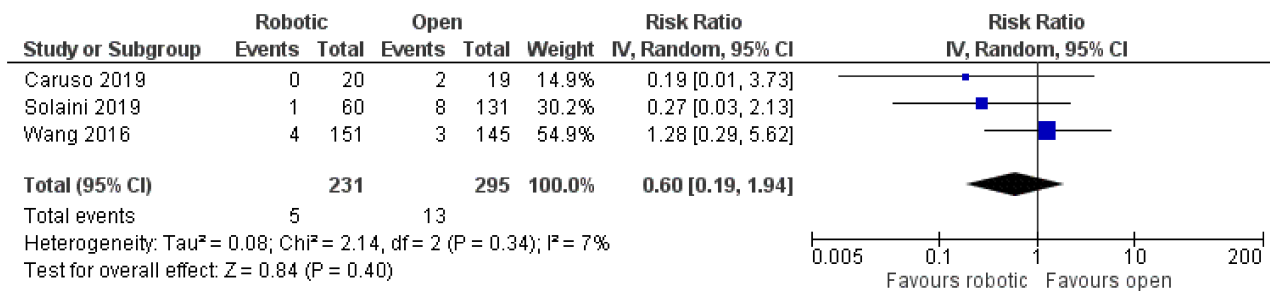 Robotic Open Risk Ratio Risk Ratio
Study or Subgroup Events Total Events Total Weight IV, Random, 95% CI IV, Random, 95% CI
Caruso 2019 0 20 2 19 14.9% 0.19 [0.01, 3.73]
Solaini 2019 1 60 8 131 30.2% 0.27 [0.03, 2.13]
Wang 2016 4 151 3 145 54.9% 1.28 [0.29, 5.62]
Total (95% CI) 231 295 100.0% 0.60 [0.19, 1.94]
Total events 5 13
Heterogeneity: Tau² = 0.08; Chi² = 2.14, df = 2 (P = 0.34); I² = 7%
Test for overall effect: Z = 0.84 (P = 0.40)
0.005 0.1 1 10 200
Favours robotic Favours open